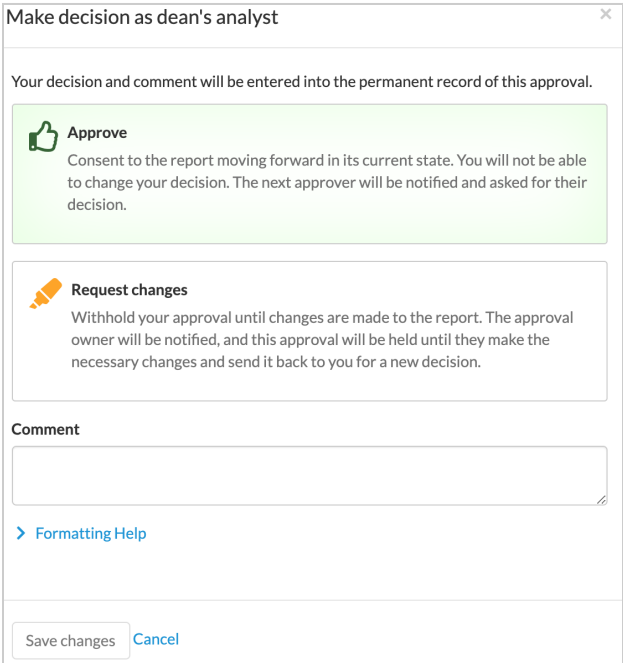 Make decision as dean's analyst
×
Your decision and comment will be entered into the permanent record of this approval.
Approve
Consent to the report moving forward in its current state. You will not be able
to change your decision. The next approver will be notified and asked for their
decision.
Request changes
Withhold your approval until changes are made to the report. The approval
owner will be notified, and this approval will be held until they make the
necessary changes and send it back to you for a new decision.
Comment
Formatting Help
Save changes Cancel